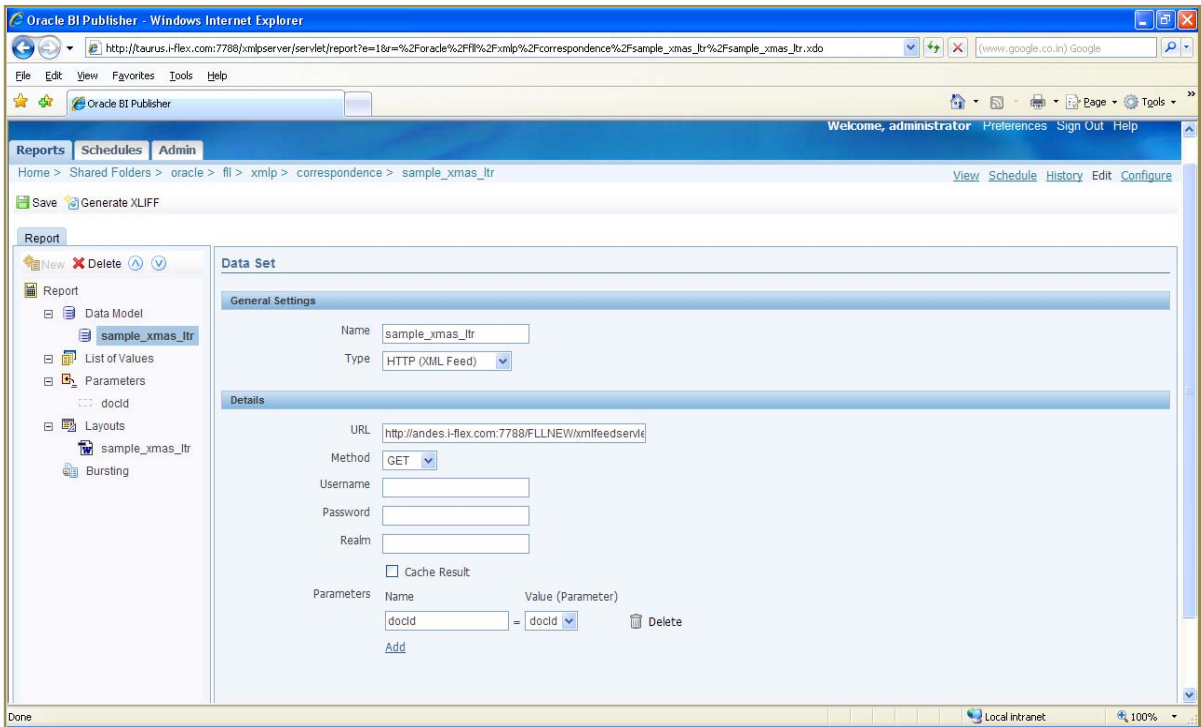 Oracle BI Publisher - Windows Internet Explorer
http://taurus.i-flex.com:7788/xmlpserver/servlet/report?e=1&r=%2Foracle%2Ffll%2Fxmlp%2Fcorrespondence%2Fsample_xmas_ltr%2Fsample_xmas_ltr.xdo
(www.google.co.in) Google
File Edit View Favorites Tools Help
Oracle BI Publisher
Page Tools »
Welcome, administrator Preferences Sign Out Help
Reports Schedules Admin
Home > Shared Folders > oracle > fll > xmlp > correspondence > sample_xmas_ltr
View Schedule History Edit Configure
Save Generate XLIFF
Report
New Delete
Report
Data Model
sample_xmas_ltr
List of Values
Parameters
docId
Layouts
sample_xmas_ltr
Bursting
Data Set
General Settings
Name sample_xmas_ltr
Type HTTP (XML Feed)
Details
URL http://andes.i-flex.com:7788/FLLNEW/xmlfeedservle
Method GET
Username
Password
Realm
Cache Result
Parameters Name Value (Parameter)
docId = docId Delete
Add
Done
Local intranet 100%